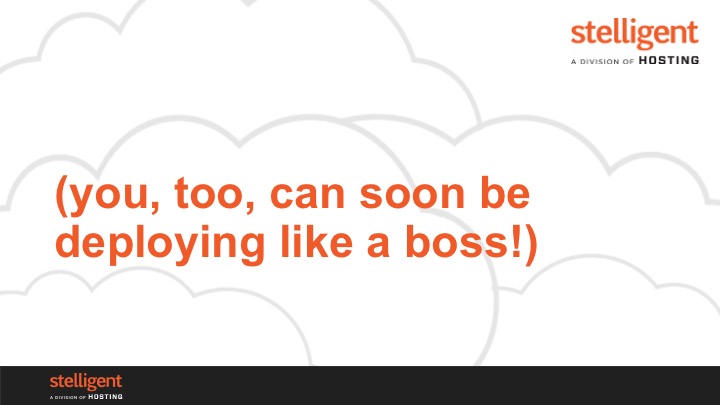 stelligent
A DIVISION OF HOSTING
(you, too, can soon be
deploying like a boss!)
stelligent
A DIVISION OF HOSTING